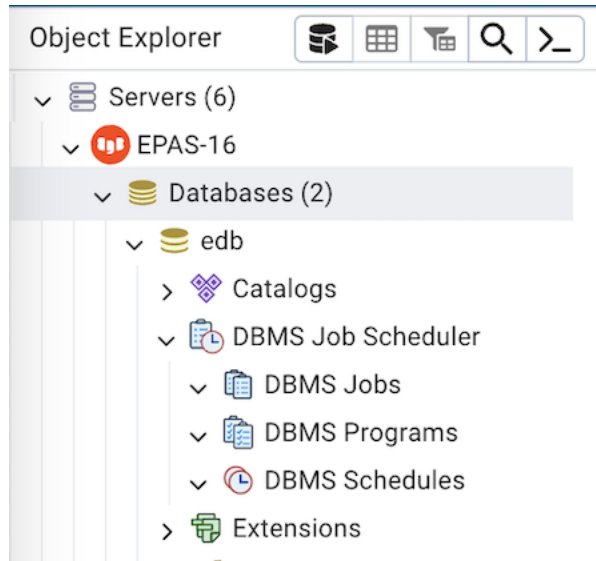 Object Explorer
Servers (6)
EDB EPAS-16
Databases (2)
edb
Catalogs
DBMS Job Scheduler
DBMS Jobs
DBMS Programs
DBMS Schedules
Extensions